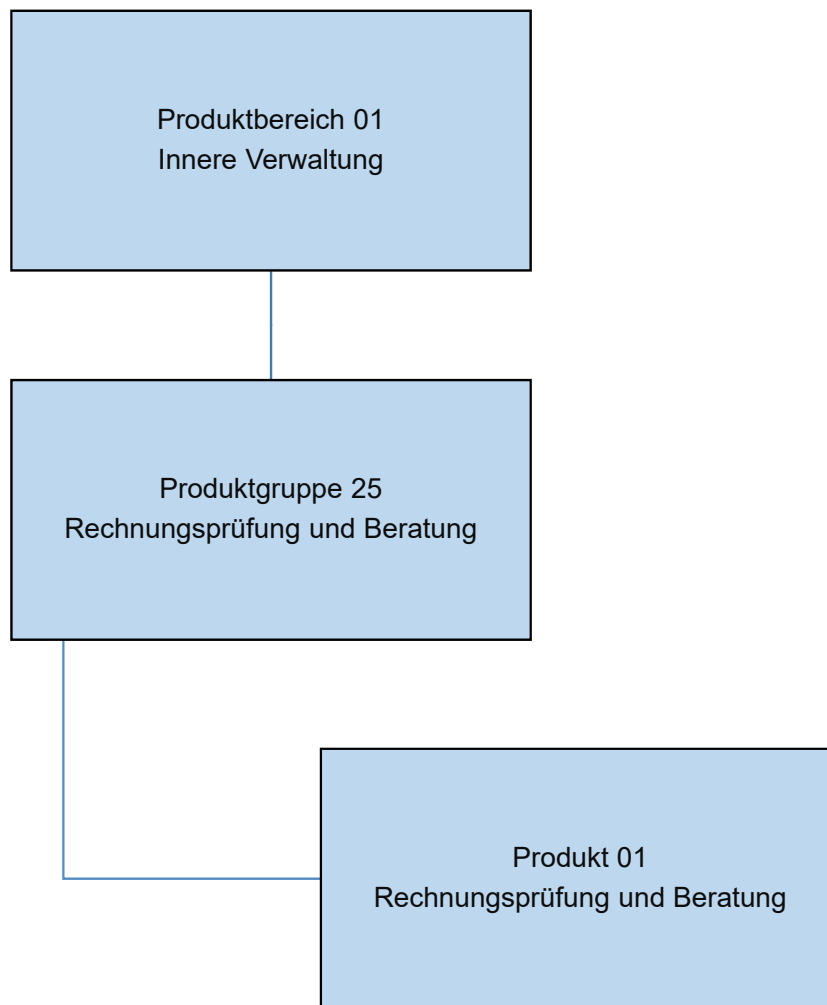 Produktbereich 01
Innere Verwaltung
Produktgruppe 25
Rechnungsprüfung und Beratung
Produkt 01
Rechnungsprüfung und Beratung